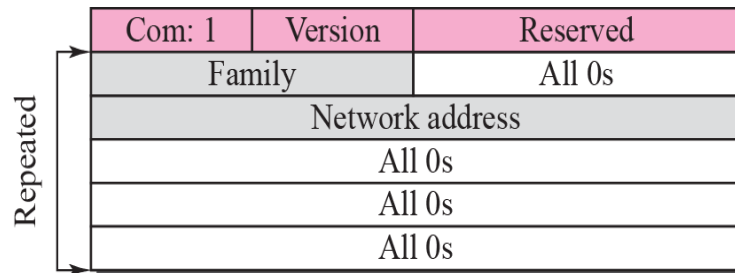 Com: 1 Version Reserved
Family All 0s
Network address
All 0s
All 0s
All 0s
Repeated